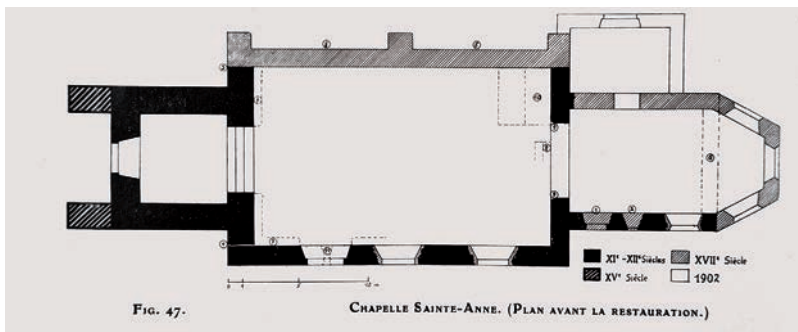 XIᵉ-XIIᵉ Siècles
XVIIᵉ Siècle
XVᵉ Siècle
1902
FIG. 47.
CHAPELLE SAINTE-ANNE. (PLAN AVANT LA RESTAURATION.)